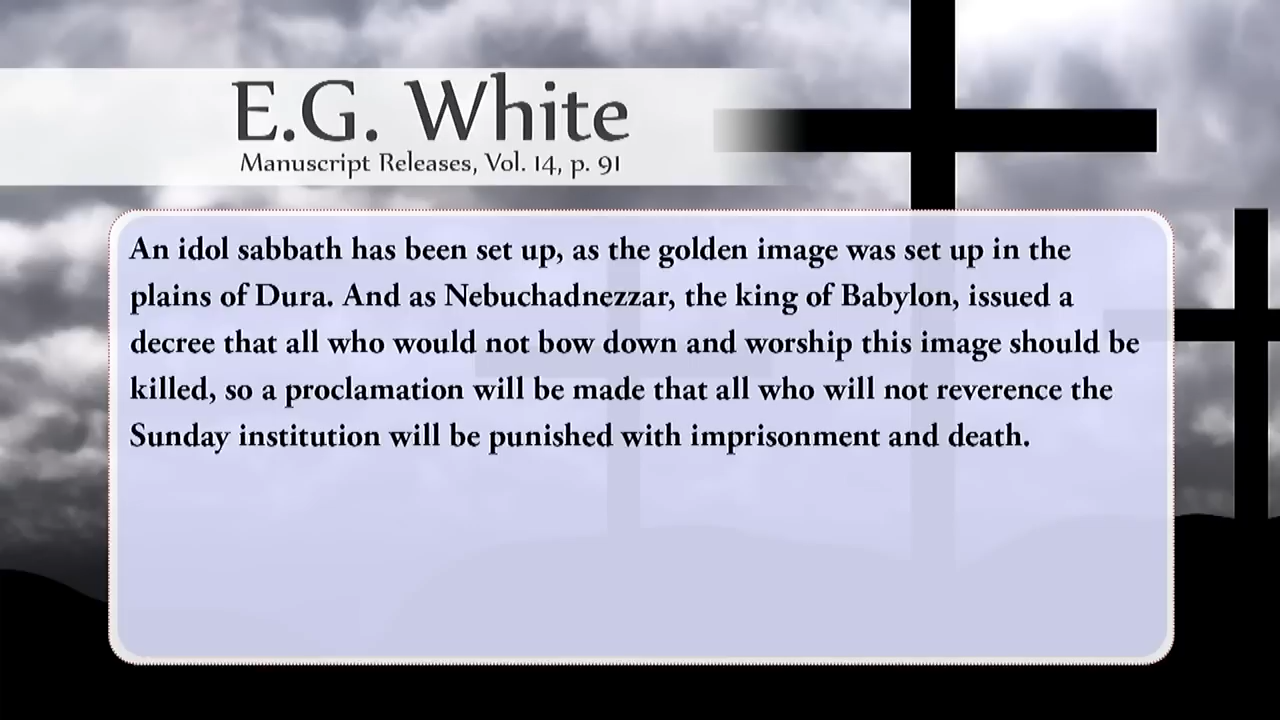 E.G. White
Manuscript Releases, Vol. 14, p. 91
An idol sabbath has been set up, as the golden image was set up in the
plains of Dura. And as Nebuchadnezzar, the king of Babylon, issued a
decree that all who would not bow down and worship this image should be
killed, so a proclamation will be made that all who will not reverence the
Sunday institution will be punished with imprisonment and death.